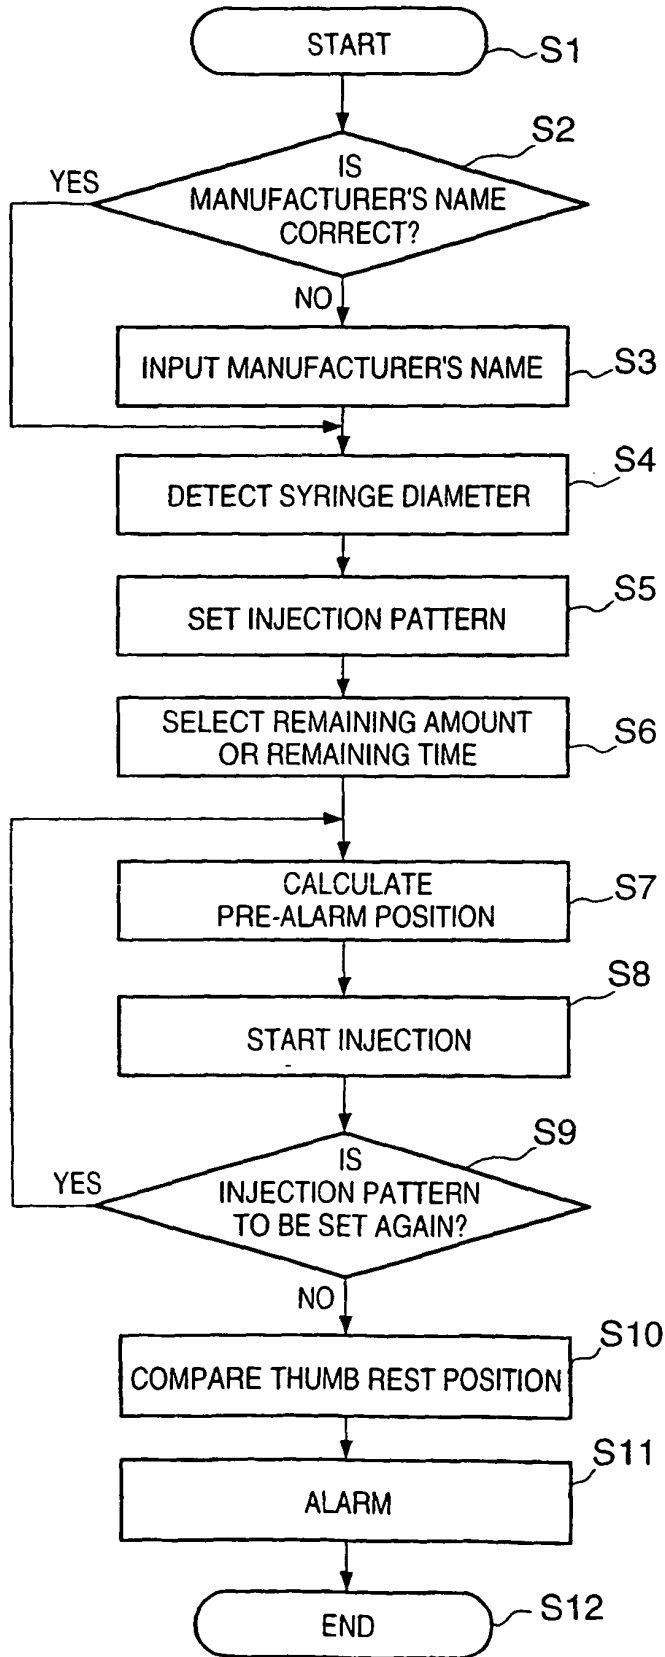 START
S1
S2
IS
MANUFACTURER'S NAME
CORRECT?
YES
NO
INPUT MANUFACTURER'S NAME
S3
DETECT SYRINGE DIAMETER
S4
SET INJECTION PATTERN
S5
SELECT REMAINING AMOUNT
OR REMAINING TIME
S6
CALCULATE
PRE-ALARM POSITION
S7
START INJECTION
S8
S9
IS
INJECTION PATTERN
TO BE SET AGAIN?
YES
NO
COMPARE THUMB REST POSITION
S10
ALARM
S11
END
S12